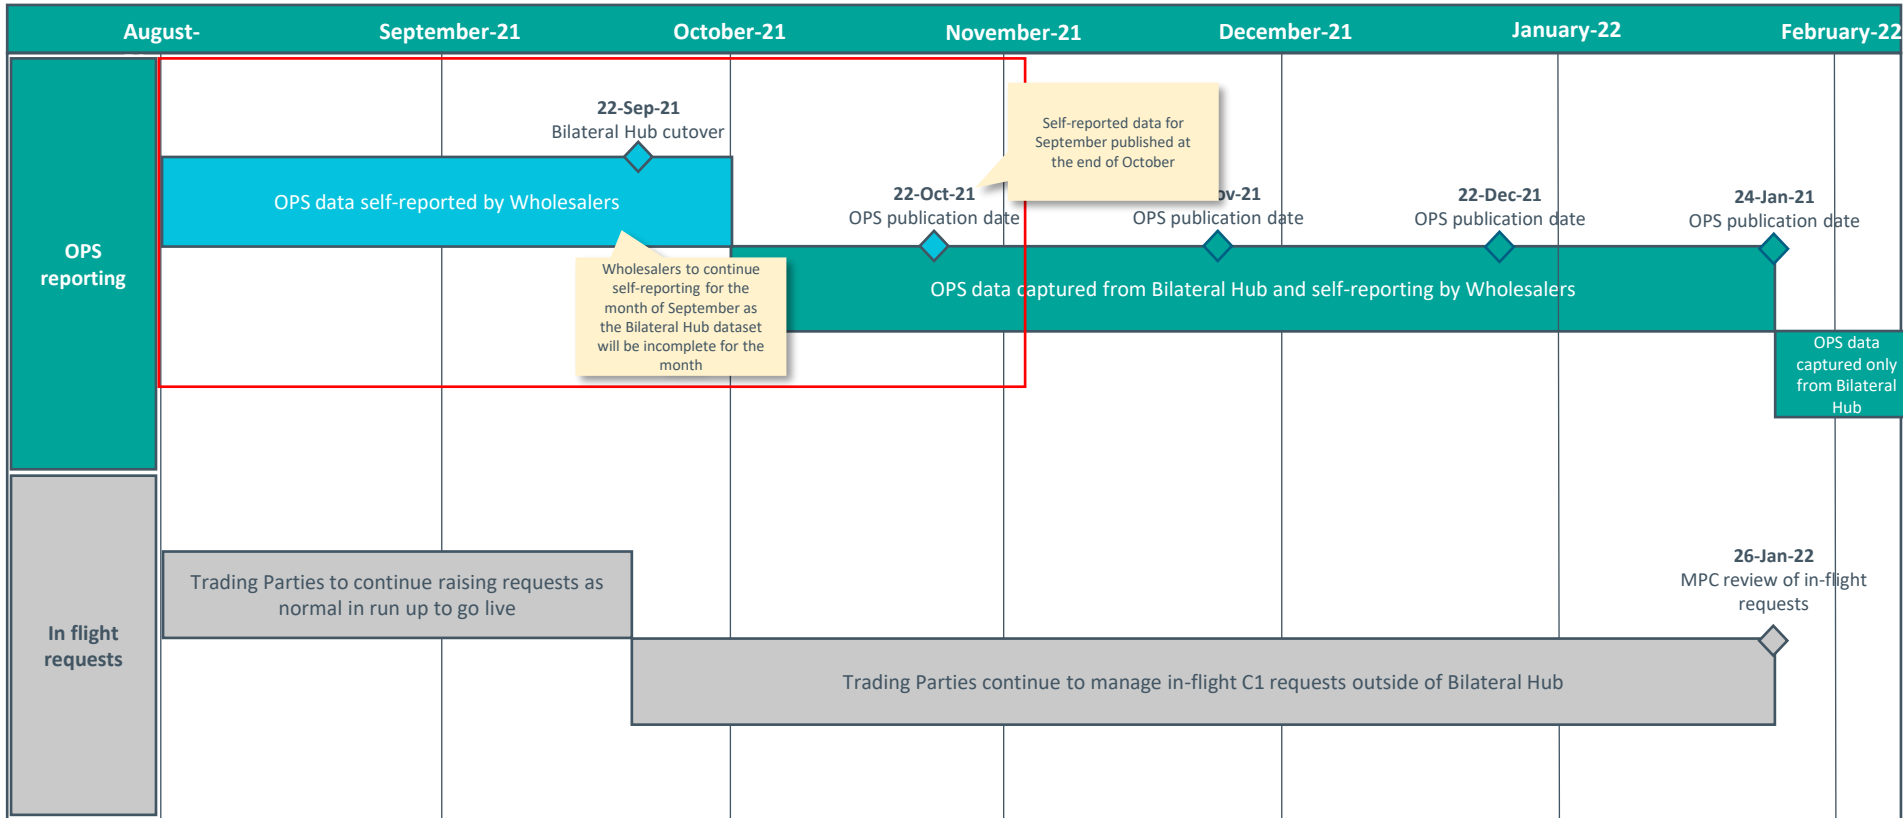 August-
September-21
October-21
November-21
December-21
January-22
February-22
OPS
reporting
22-Sep-21
Bilateral Hub cutover
OPS data self-reported by Wholesalers
Wholesalers to continue
self-reporting for the
month of September as
the Bilateral Hub dataset
will be incomplete for the
month
Self-reported data for
September published at
the end of October
22-Oct-21
OPS publication date
ov-21
OPS publication date
22-Dec-21
OPS publication date
24-Jan-21
OPS publication date
OPS data captured from Bilateral Hub and self-reporting by Wholesalers
OPS data
captured only
from Bilateral
Hub
In flight
requests
Trading Parties to continue raising requests as
normal in run up to go live
26-Jan-22
MPC review of in-flight
requests
Trading Parties continue to manage in-flight C1 requests outside of Bilateral Hub